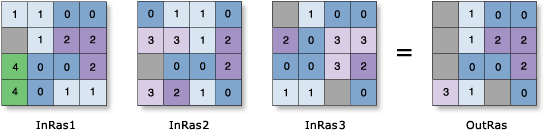 1 1 0 0 0 1 1 0 1 0 0 1 0 0
1 2 2 3 3 1 2 2 0 3 3 = 1 2 2
4 0 0 2 0 0 2 0 0 3 2 0 0 2
4 0 1 1 3 2 1 0 1 1 0 3 1 0
InRas1 InRas2 InRas3 OutRas